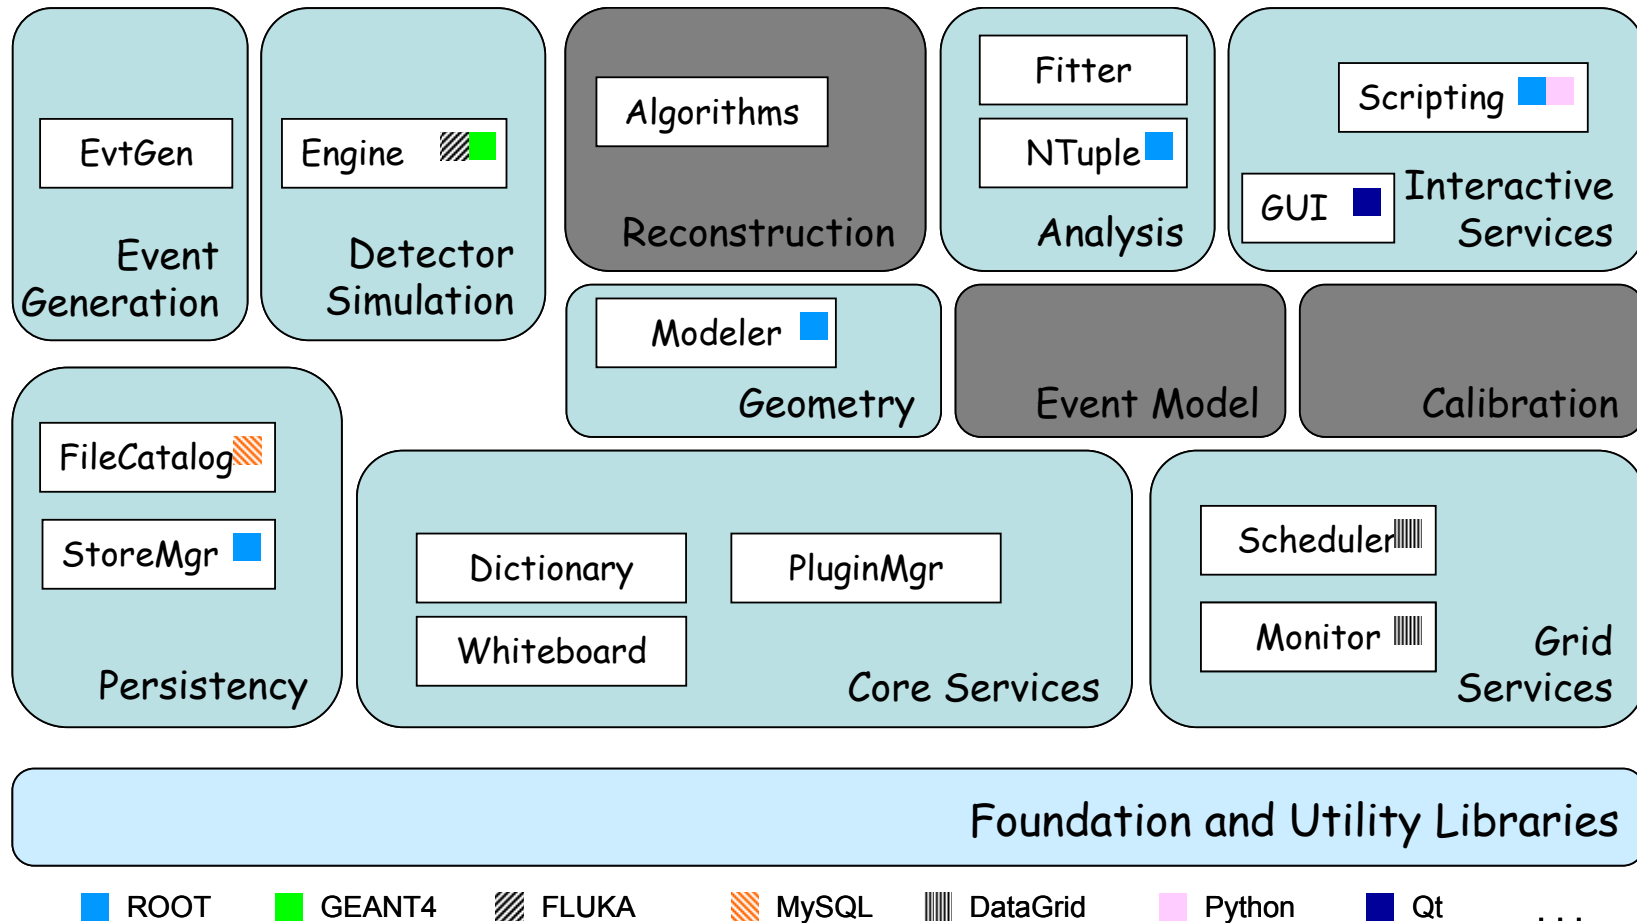 EvtGen
Event
Generation
Engine
Detector
Simulation
Algorithms
Reconstruction
Fitter
NTuple
Analysis
Scripting
GUI
Interactive
Services
Modeler
Geometry
Event Model
Calibration
FileCatalog
StoreMgr
Persistency
Dictionary
PluginMgr
Whiteboard
Core Services
Scheduler
Monitor
Grid
Services
Foundation and Utility Libraries
ROOT GEANT4 FLUKA MySQL DataGrid Python Qt ...